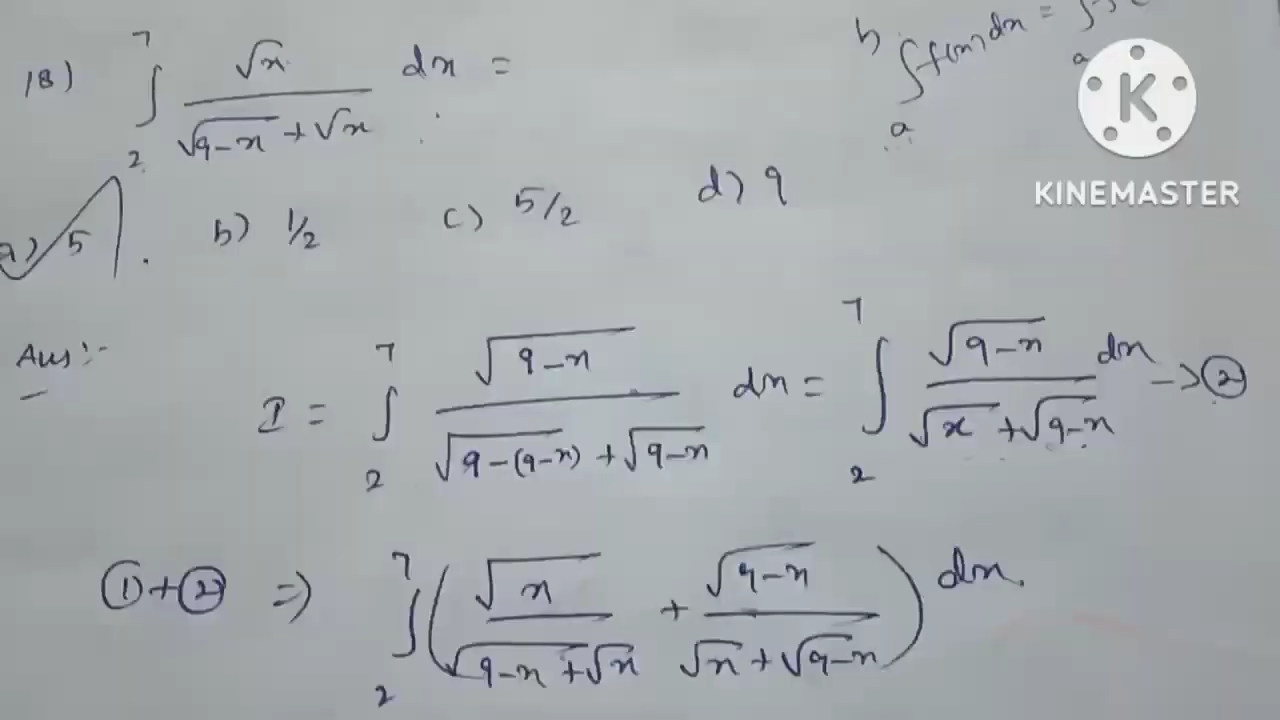 18) ∫₂⁷ √x / (√(9-x) + √x) dx =
∫ₐᵇ f(x) dx = ∫ₐ
KINEMASTER
a) 5 b) 1/2 c) 5/2 d) 9
Ans :-
I = ∫₂⁷ √(9-x) / (√(9-(9-x)) + √(9-x)) dx = ∫₂⁷ √(9-x) / (√x + √(9-x)) dx → ②
① + ② ⇒ ∫₂⁷ ( √x / (√(9-x) + √x) + √(9-x) / (√x + √(9-x)) ) dx.